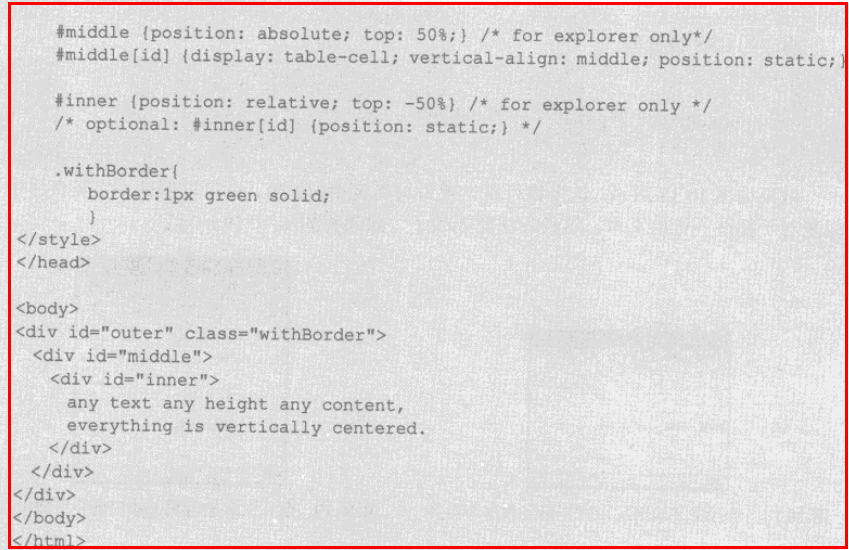 #middle {position: absolute; top: 50%;} /* for explorer only*/
#middle[id] {display: table-cell; vertical-align: middle; position: static;}
#inner {position: relative; top: -50%} /* for explorer only */
/* optional: #inner[id] {position: static;} */
.withBorder{
border:1px green solid;
}
</style>
</head>
<body>
<div id="outer" class="withBorder">
<div id="middle">
<div id="inner">
any text any height any content,
everything is vertically centered.
</div>
</div>
</div>
</body>
</html>